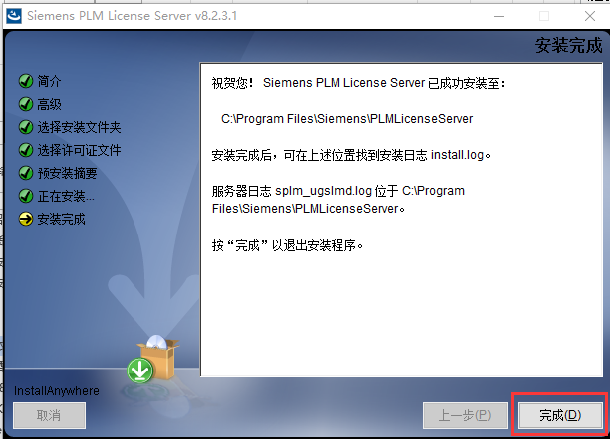 Siemens PLM License Server v8.2.3.1
安装完成
简介
高级
选择安装文件夹
选择许可证文件
预安装摘要
正在安装...
安装完成
祝贺您！ Siemens PLM License Server 已成功安装至：
C:\Program Files\Siemens\PLMLicenseServer
安装完成后，可在上述位置找到安装日志 install.log。
服务器日志 splm_ugslmd.log 位于 C:\Program
Files\Siemens\PLMLicenseServer。
按“完成”以退出安装程序。
InstallAnywhere
取消
上一步(P)
完成(D)